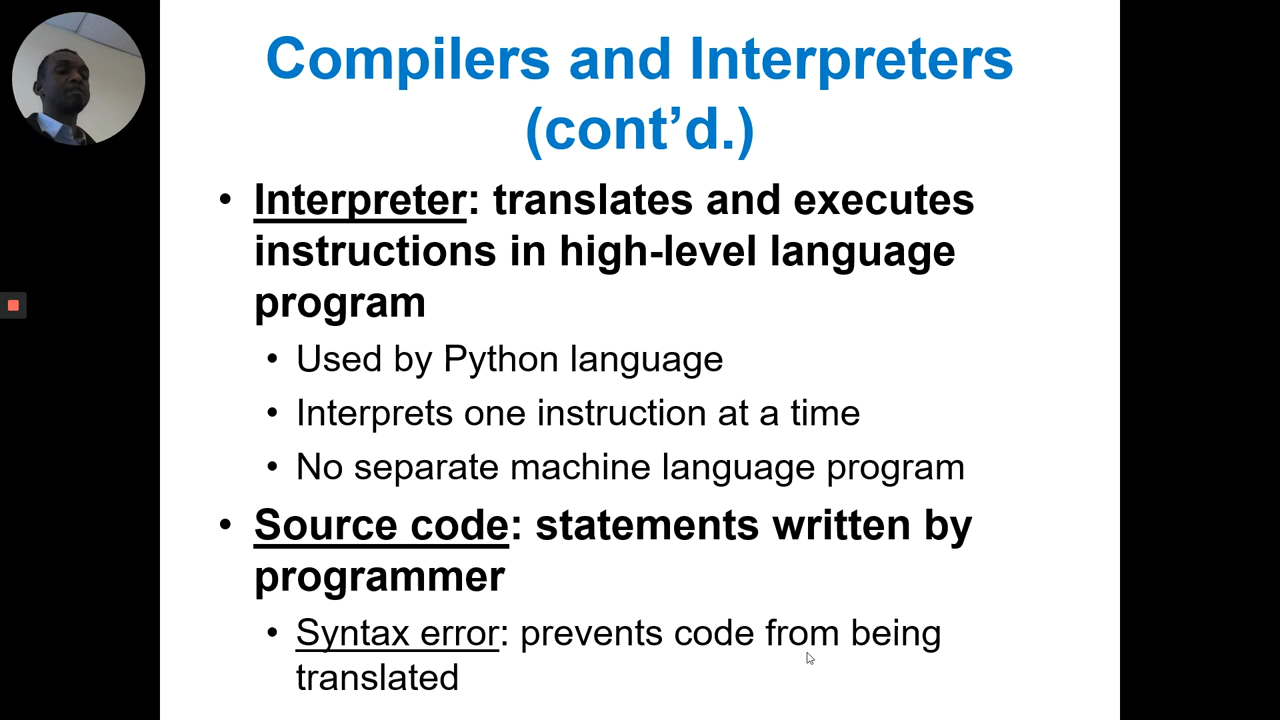 Compilers and Interpreters
(cont’d.)
• Interpreter: translates and executes
instructions in high-level language
program
• Used by Python language
• Interprets one instruction at a time
• No separate machine language program
• Source code: statements written by
programmer
• Syntax error: prevents code from being
translated